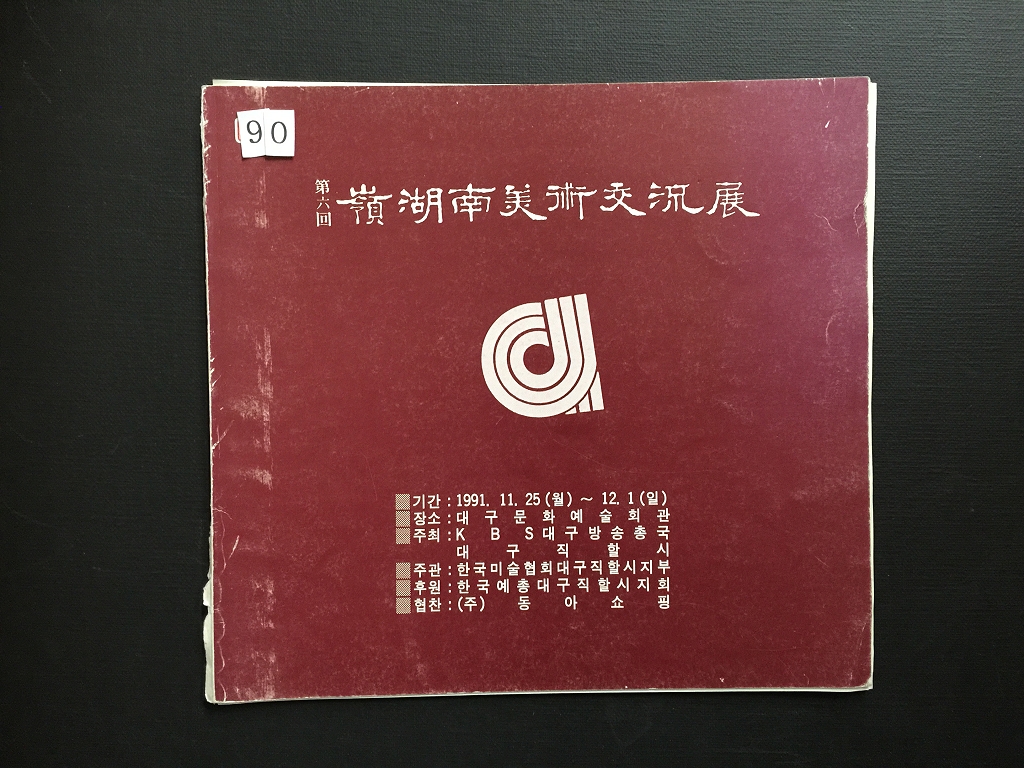 90
第六回
嶺湖南美術交流展
기간 : 1991. 11. 25 (월) ~ 12. 1 (일)
장소 : 대구문화예술회관
주최 : KBS대구방송총국
대구직할시
주관 : 한국미술협회대구직할시지부
후원 : 한국예총대구직할시지회
협찬 : (주) 동아쇼핑